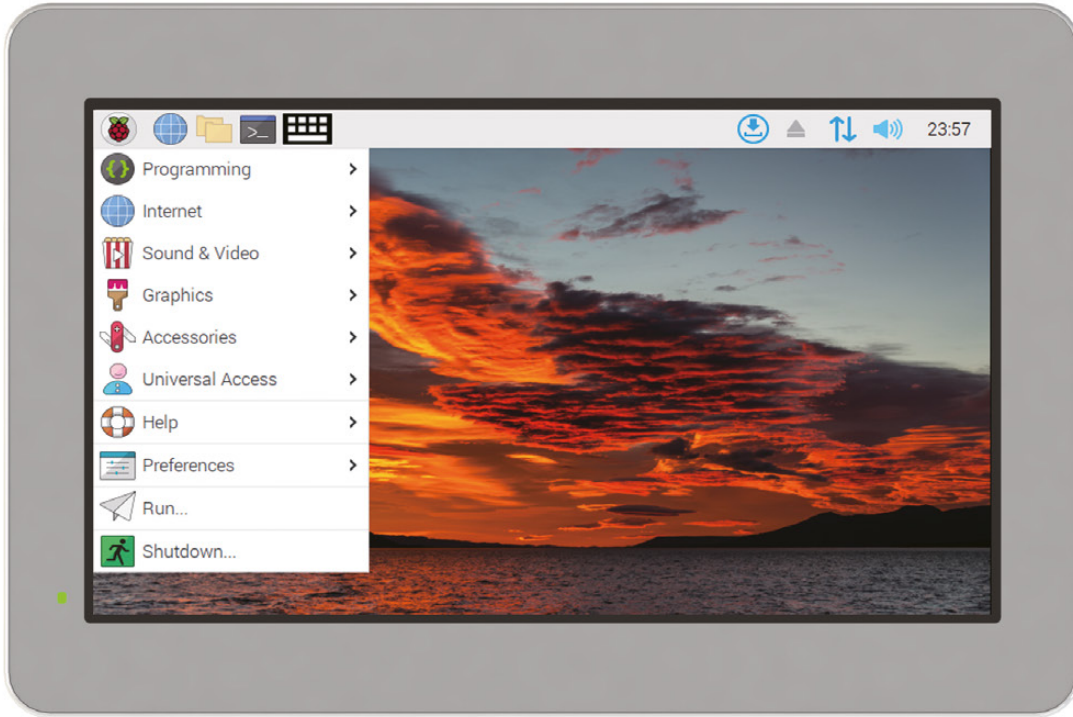 23:57
Programming
Internet
Sound & Video
Graphics
Accessories
Universal Access
Help
Preferences
Run...
Shutdown...